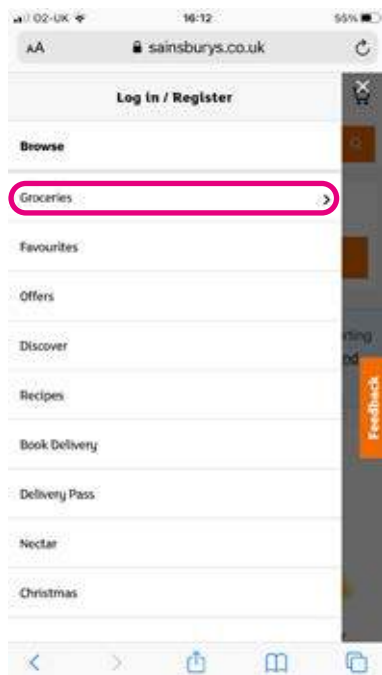 O2-UK 16:12 55%
AA sainsburys.co.uk
Log in / Register
Browse
Groceries
Favourites
Offers
Discover
Recipes
Book Delivery
Delivery Pass
Nectar
Christmas
Feedback